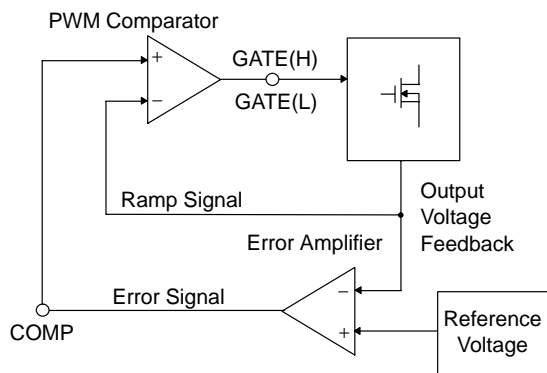 PWM Comparator
+
−
GATE(H)
GATE(L)
Ramp Signal
Output
Voltage
Feedback
Error Amplifier
Error Signal
−
+
COMP
Reference
Voltage